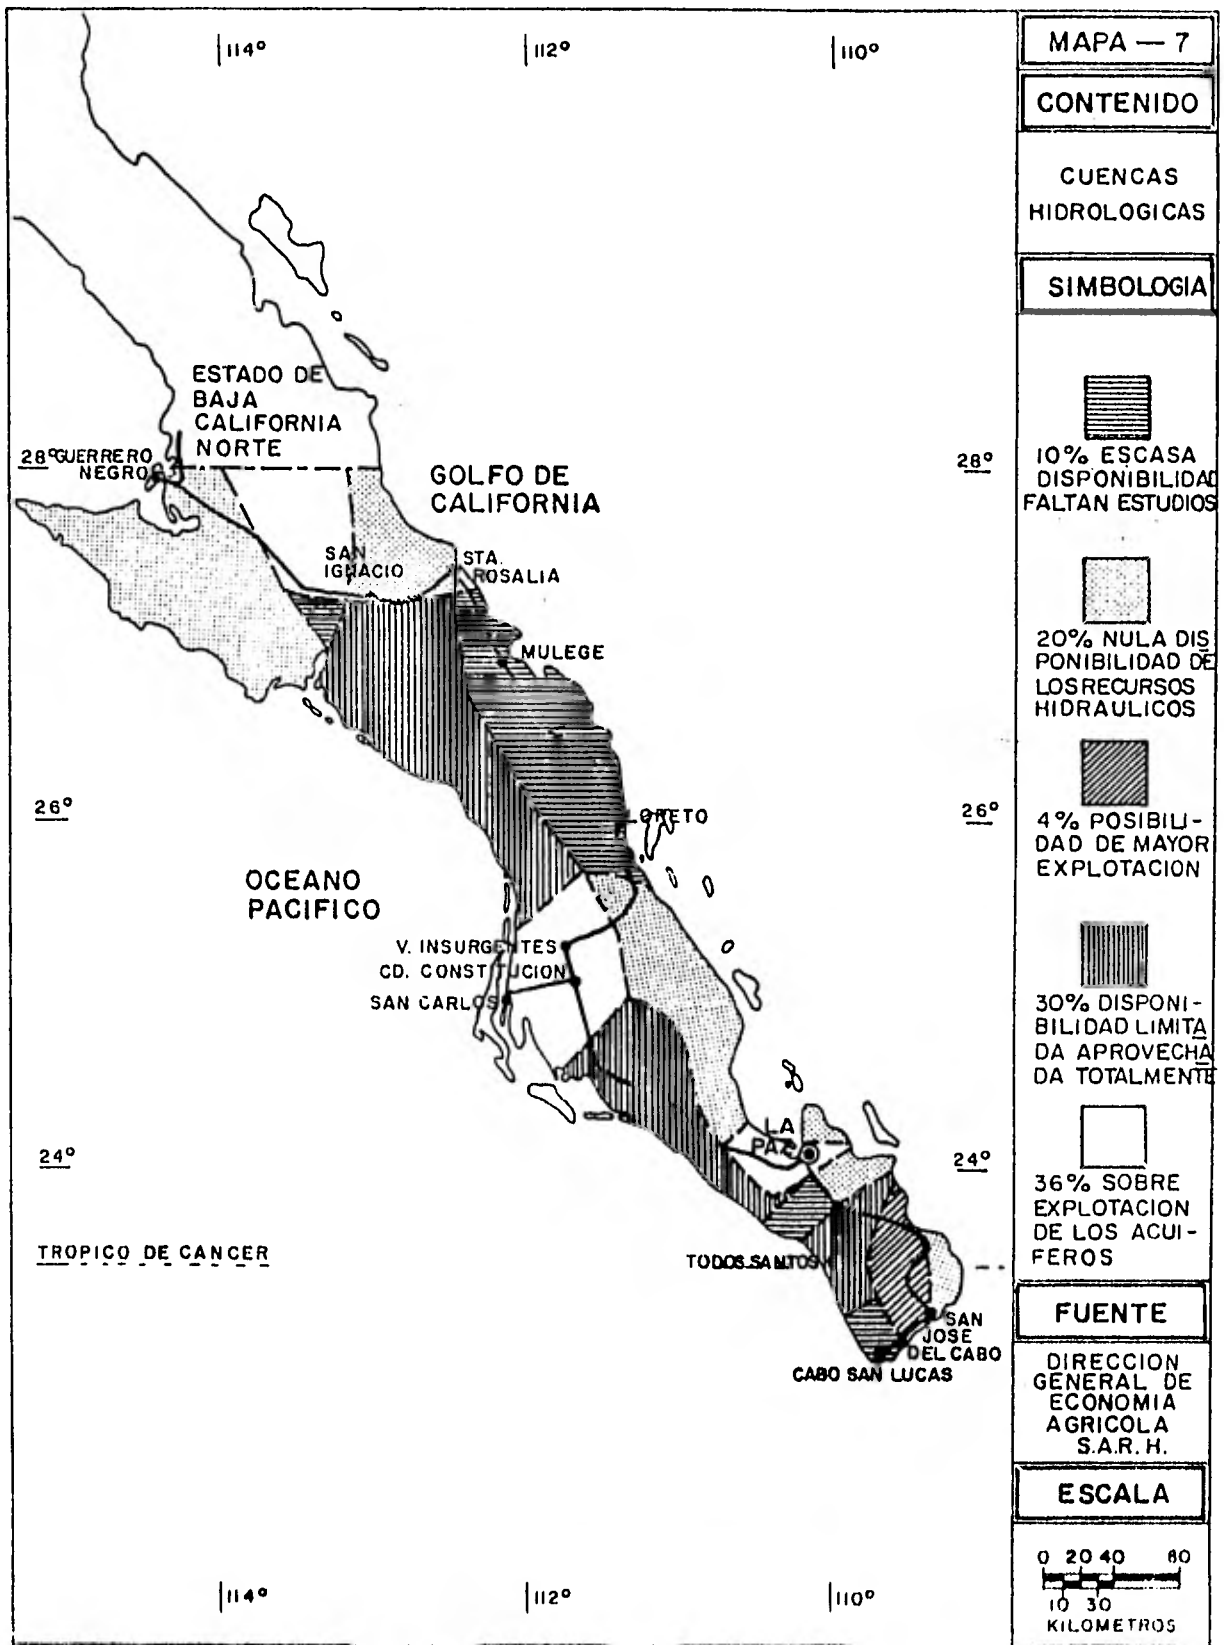 114°
112°
110°
ESTADO DE
BAJA
CALIFORNIA
NORTE
28°
GUERRERO
NEGRO
28°
GOLFO DE
CALIFORNIA
SAN
IGNACIO
STA.
ROSALIA
MULEGE
26°
LORETO
26°
OCEANO
PACIFICO
V. INSURGENTES
CD. CONSTITUCION
SAN CARLOS
24°
LA
PAZ
24°
TROPICO DE CANCER
TODOS SANTOS
SAN
JOSE
DEL CABO
CABO SAN LUCAS
114°
112°
110°
MAPA — 7
CONTENIDO
CUENCAS
HIDROLOGICAS
SIMBOLOGIA
10% ESCASA
DISPONIBILIDAD
FALTAN ESTUDIOS
20% NULA DIS
PONIBILIDAD DE
LOS RECURSOS
HIDRAULICOS
4% POSIBILI-
DAD DE MAYOR
EXPLOTACION
30% DISPONI-
BILIDAD LIMITA
DA APROVECHA
DA TOTALMENTE
36% SOBRE
EXPLOTACION
DE LOS ACUI-
FEROS
FUENTE
DIRECCION
GENERAL DE
ECONOMIA
AGRICOLA
S.A.R.H.
ESCALA
0 20 40 80
10 30
KILOMETROS